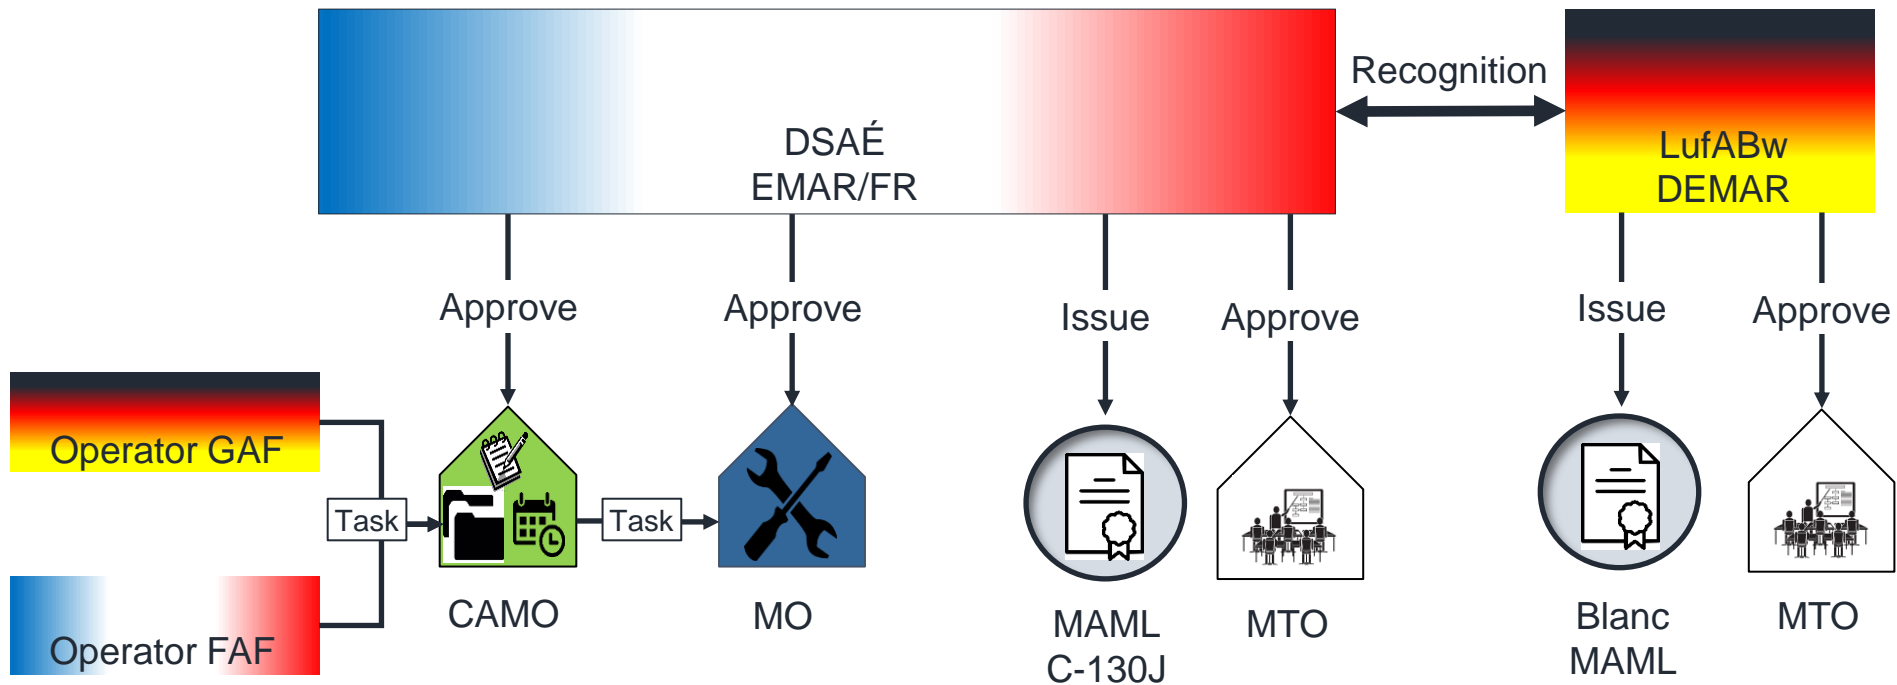 DSAÉ
EMAR/FR
Recognition
LufABw
DEMAR
Approve
Approve
Issue
Approve
Issue
Approve
Operator GAF
Task
Task
Operator FAF
CAMO
MO
MAML
C-130J
MTO
Blanc
MAML
MTO